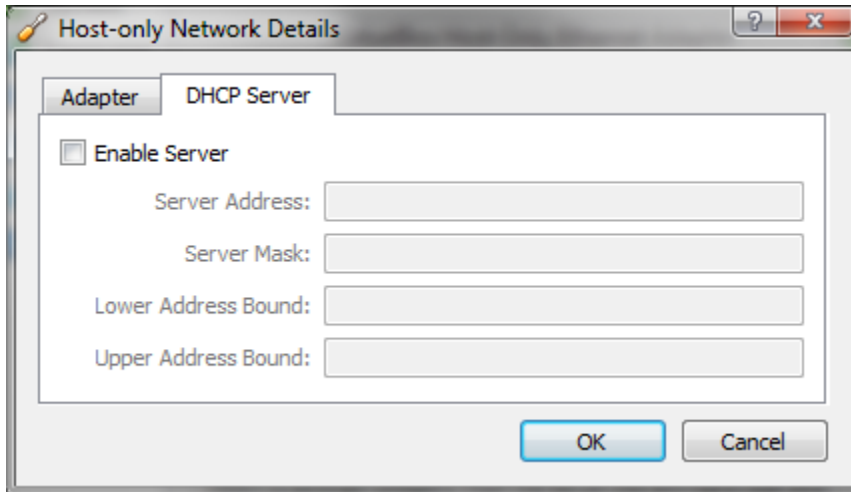 Host-only Network Details
Adapter
DHCP Server
Enable Server
Server Address:
Server Mask:
Lower Address Bound:
Upper Address Bound:
OK
Cancel